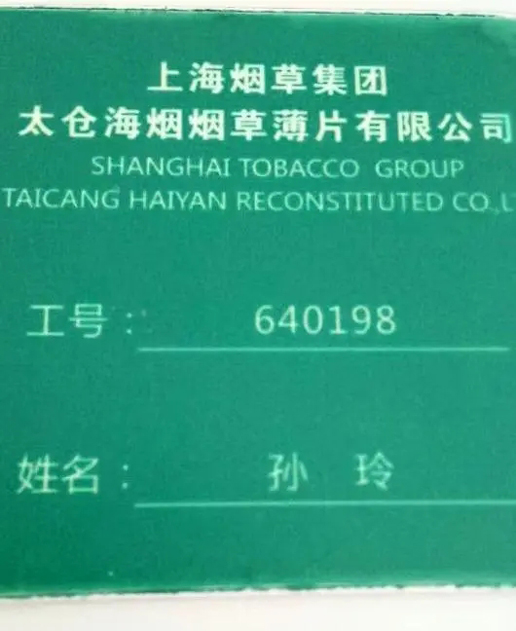 上海烟草集团
太仓海烟烟草薄片有限公司
SHANGHAI TOBACCO GROUP
TAICANG HAIYAN RECONSTITUTED CO.,L
工号： 640198
姓名： 孙 玲